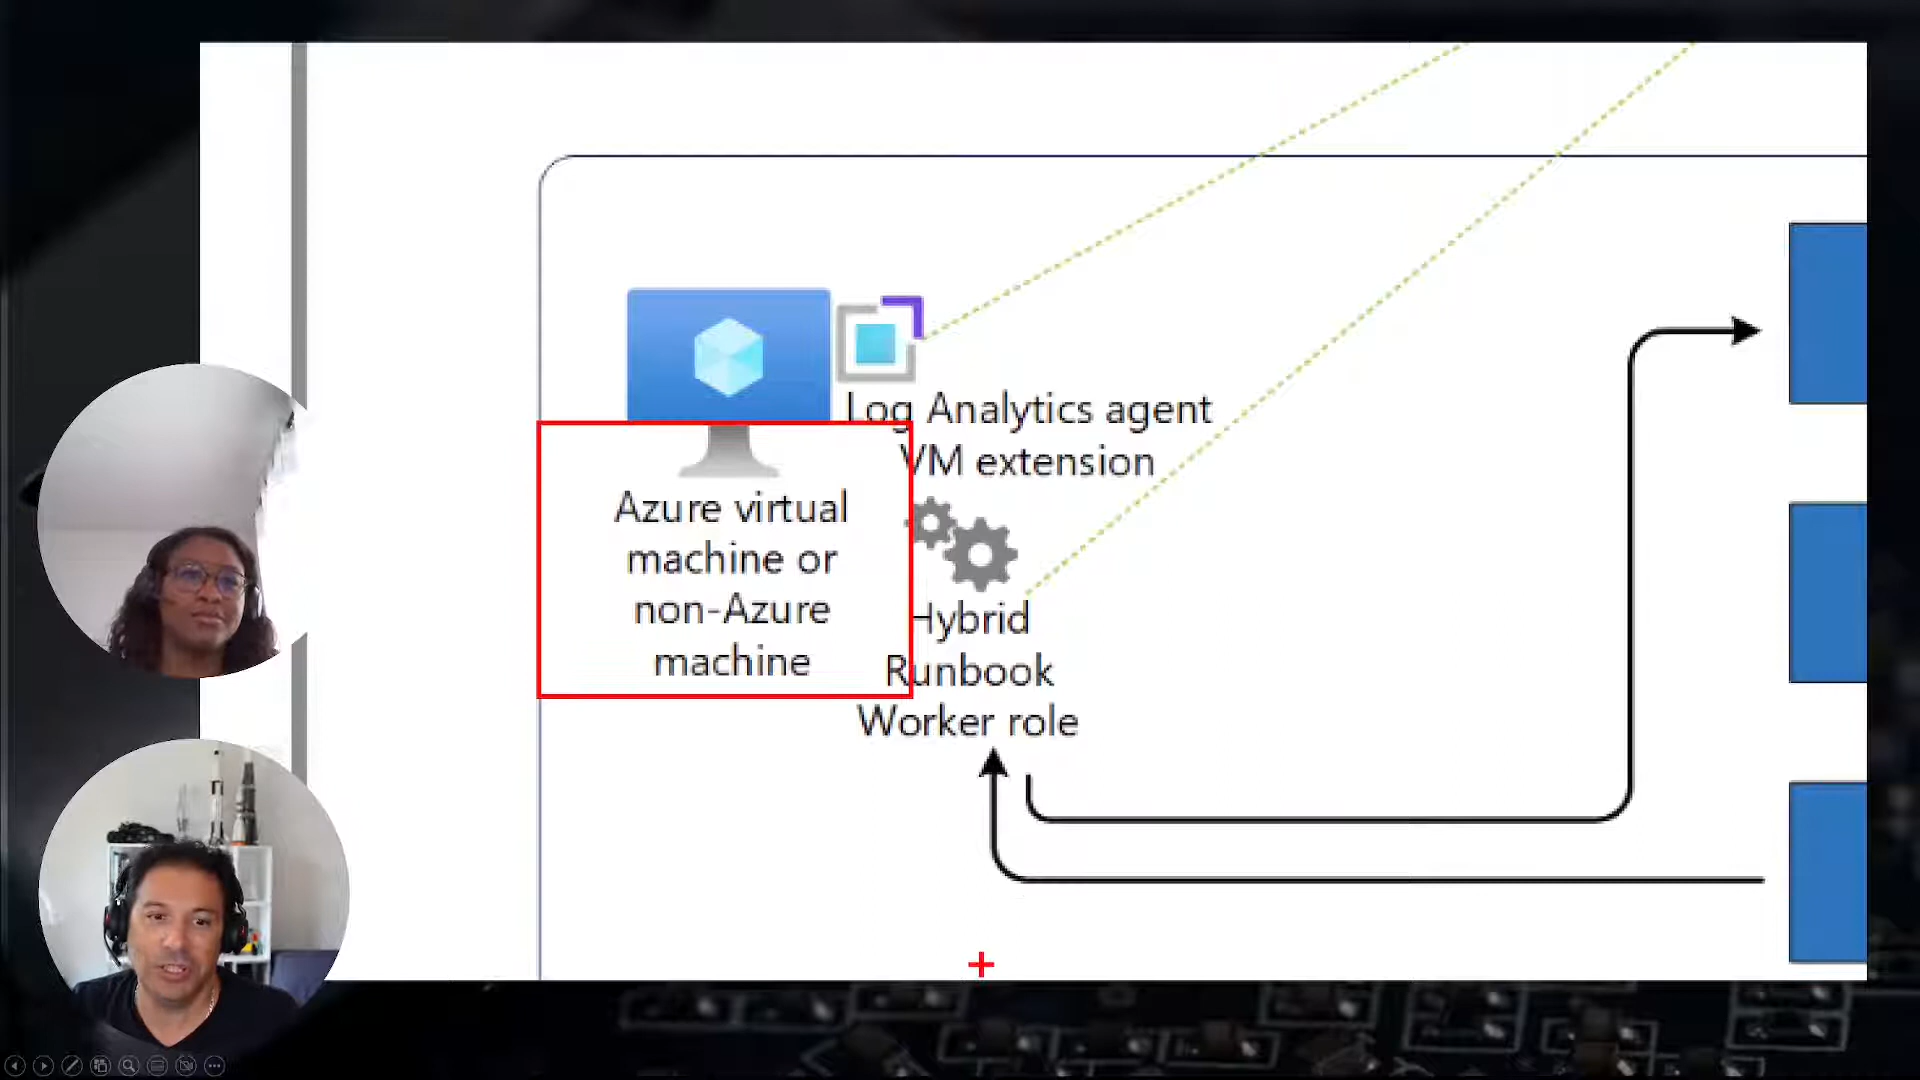 Log Analytics agent
VM extension
Azure virtual
machine or
non-Azure
machine
Hybrid
Runbook
Worker role